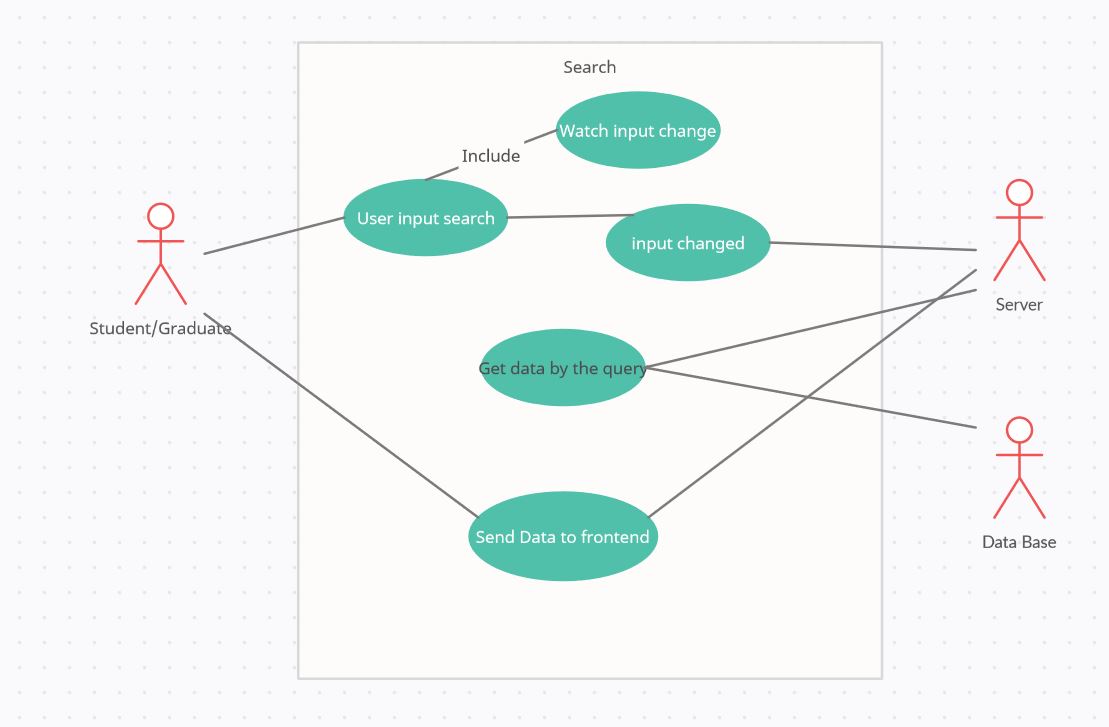 Search
Watch input change
Include
User input search
input changed
Student/Graduate
Server
Get data by the query
Send Data to frontend
Data Base